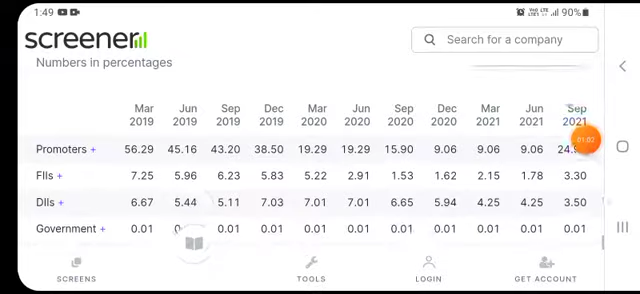 1:49 90%
screener
Search for a company
Numbers in percentages
Mar 2019 Jun 2019 Sep 2019 Dec 2019 Mar 2020 Jun 2020 Sep 2020 Dec 2020 Mar 2021 Jun 2021 Sep 2021
Promoters + 56.29 45.16 43.20 38.50 19.29 19.29 15.90 9.06 9.06 9.06 24.
01:02
FIIs + 7.25 5.96 6.23 5.83 5.22 2.91 1.53 1.62 2.15 1.78 3.30
DIIs + 6.67 5.44 5.11 7.03 7.01 7.01 6.65 5.94 4.25 4.25 3.50
Government + 0.01 0.01 0.01 0.01 0.01 0.01 0.01 0.01 0.01 0.01
SCREENS TOOLS LOGIN GET ACCOUNT